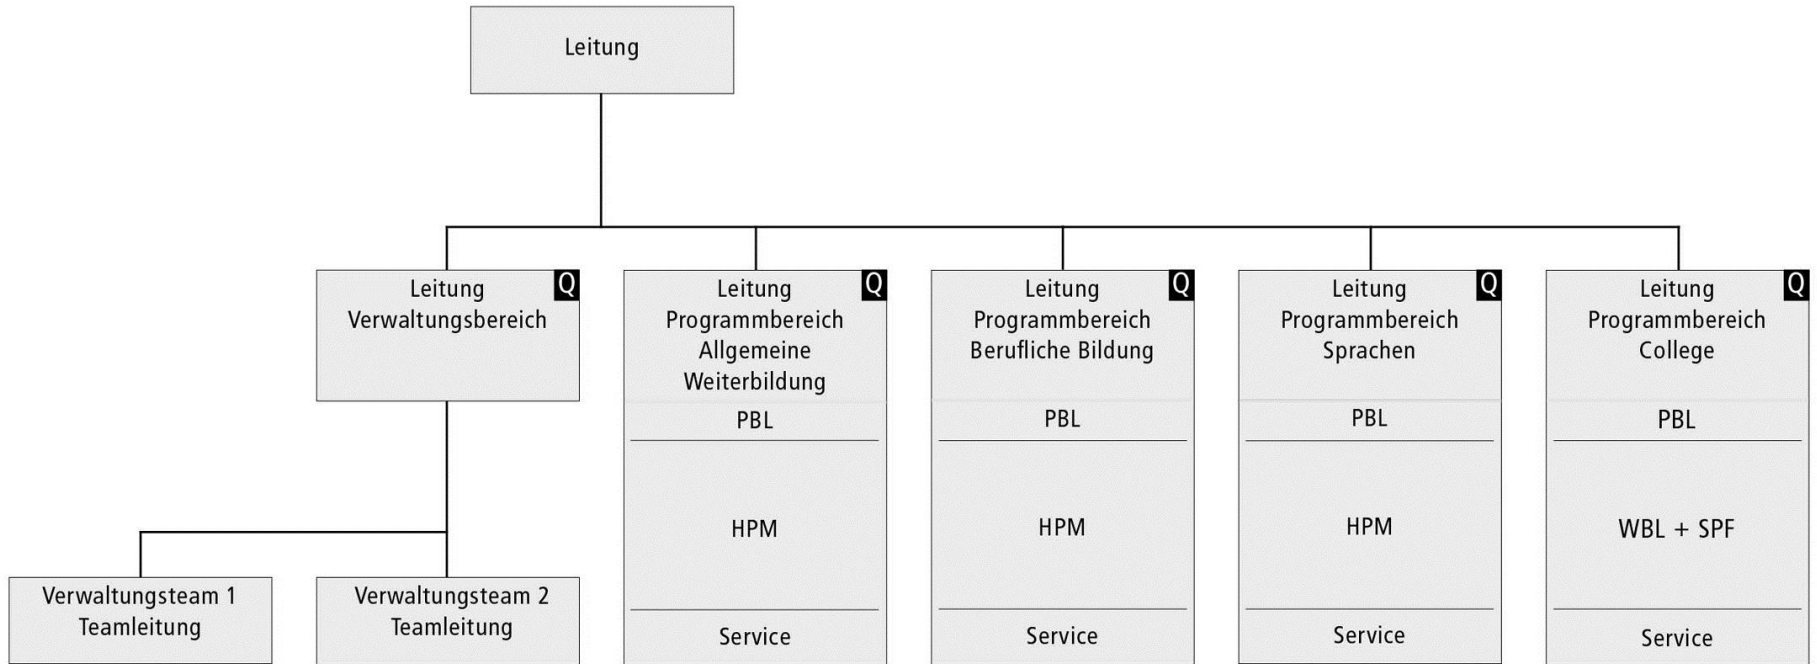 Leitung
Leitung
Verwaltungsbereich
Q
Leitung
Programmbereich
Allgemeine
Weiterbildung
Q
PBL
HPM
Service
Leitung
Programmbereich
Berufliche Bildung
Q
PBL
HPM
Service
Leitung
Programmbereich
Sprachen
Q
PBL
HPM
Service
Leitung
Programmbereich
College
Q
PBL
WBL + SPF
Service
Verwaltungsteam 1
Teamleitung
Verwaltungsteam 2
Teamleitung